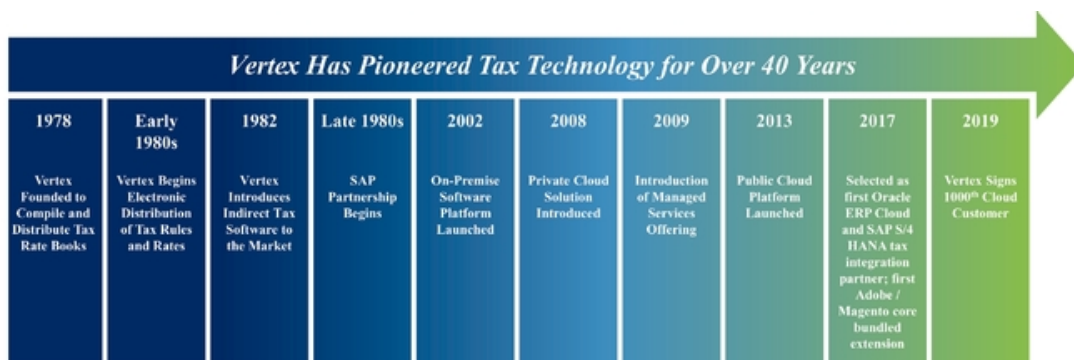 Vertex Has Pioneered Tax Technology for Over 40 Years
1978
Vertex
Founded to
Compile and
Distribute Tax
Rate Books
Early
1980s
Vertex Begins
Electronic
Distribution
of Tax Rules
and Rates
1982
Vertex
Introduces
Indirect Tax
Software to
the Market
Late 1980s
SAP
Partnership
Begins
2002
On-Premise
Software
Platform
Launched
2008
Private Cloud
Solution
Introduced
2009
Introduction
of Managed
Services
Offering
2013
Public Cloud
Platform
Launched
2017
Selected as
first Oracle
ERP Cloud
and SAP S/4
HANA tax
integration
partner; first
Adobe /
Magento core
bundled
extension
2019
Vertex Signs
1000th Cloud
Customer